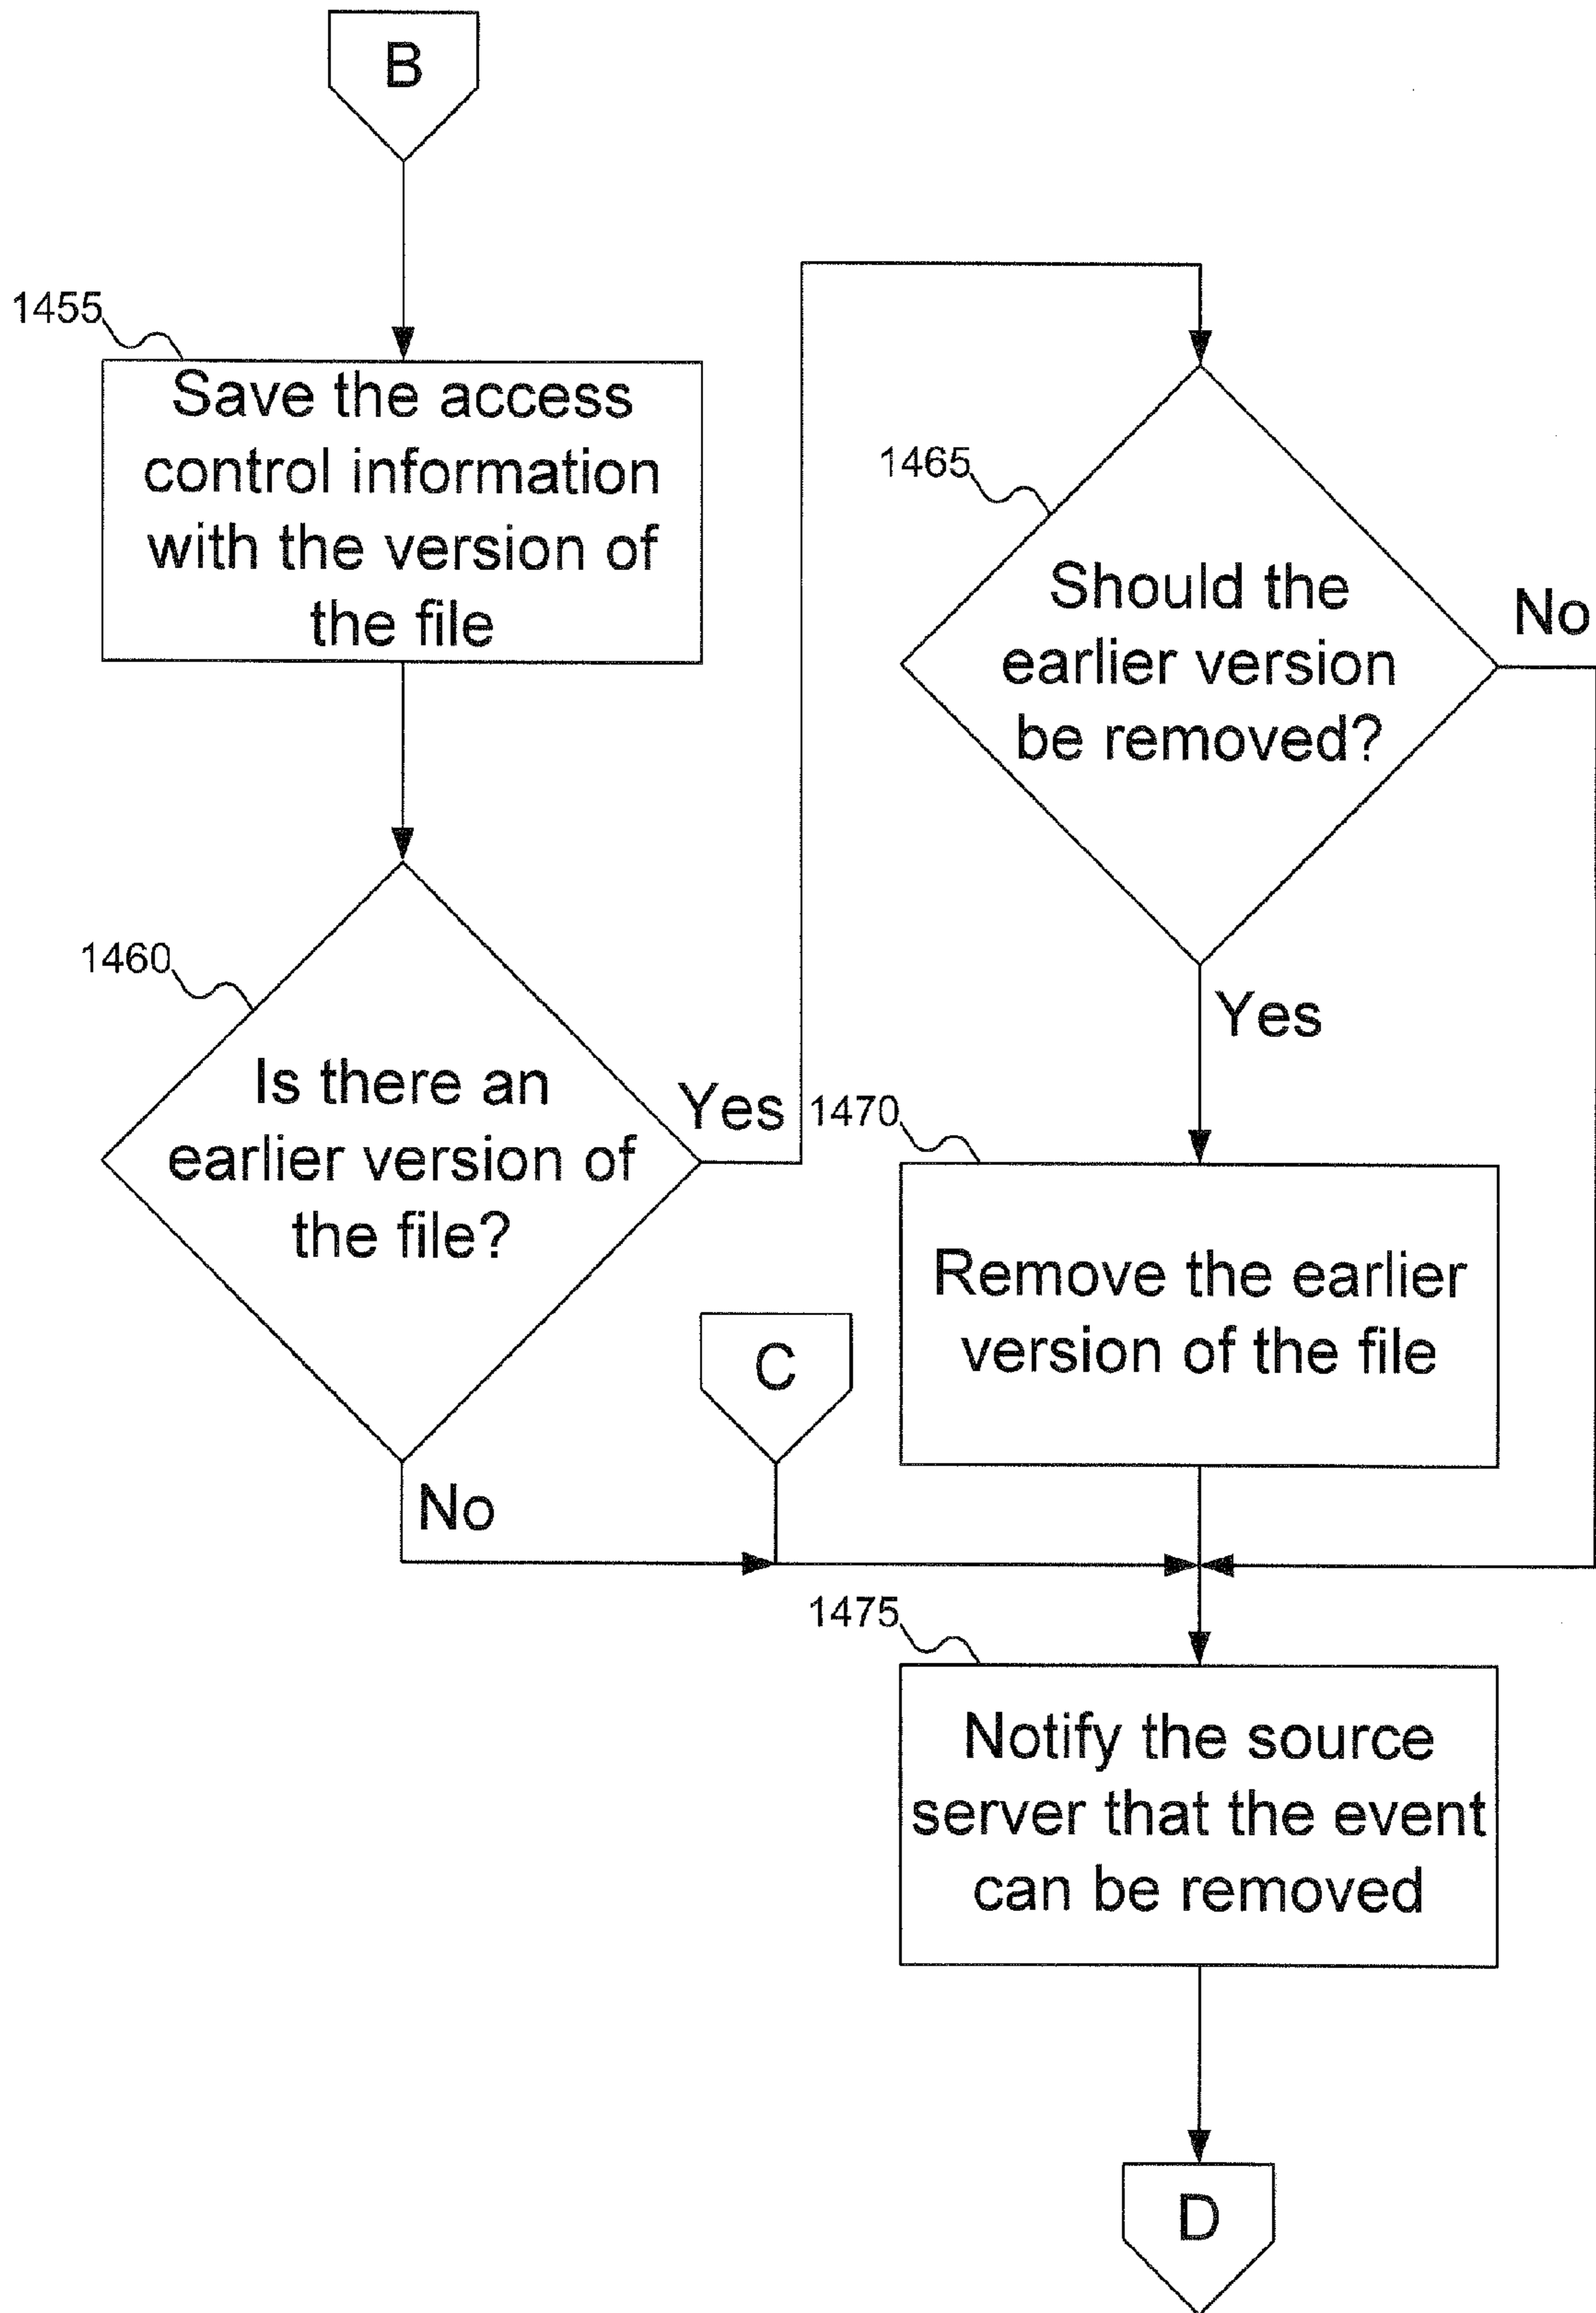 B
1455
Save the access
control information
with the version of
the file
1460
Is there an
earlier version of
the file?
Yes
No
1465
Should the
earlier version
be removed?
No
Yes
1470
Remove the earlier
version of the file
C
1475
Notify the source
server that the event
can be removed
D